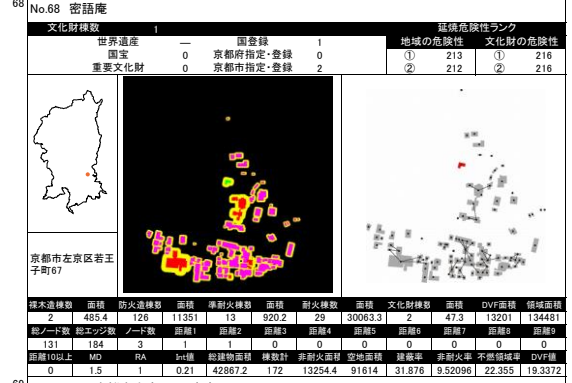 68
No.68 密語庵
文化財棟数 1 延焼危険性ランク
世界遺産 — 国登録 1 地域の危険性 文化財の危険性
国宝 0 京都府指定・登録 0 ① 213 ① 216
重要文化財 0 京都市指定・登録 2 ② 212 ② 216
京都市左京区若王
子町67
裸木造棟数 面積 防火造棟数 面積 準耐火棟数 面積 耐火棟数 面積 文化財棟数 面積 DVF面積 領域面積
2 485.4 126 11351 13 920.2 29 30063.3 2 47.3 13201 134481
総ノード数 総エッジ数 ノード数 距離1 距離2 距離3 距離4 距離5 距離6 距離7 距離8 距離9
131 184 3 1 1 0 0 0 0 0 0 0
距離10以上 MD RA Int値 総建物面積 棟数計 非耐火面積 空地面積 建蔽率 非耐火率 不燃領域率 DVF値
0 1.5 0.21 42867.2 172 13254.4 91614 31.876 9.52096 22.355 19.3372